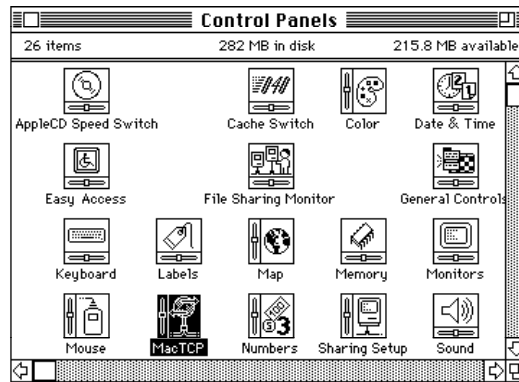 Control Panels
26 items 282 MB in disk 215.8 MB available
AppleCD Speed Switch Cache Switch Color Date & Time
Easy Access File Sharing Monitor General Controls
Keyboard Labels Map Memory Monitors
Mouse MacTCP Numbers Sharing Setup Sound